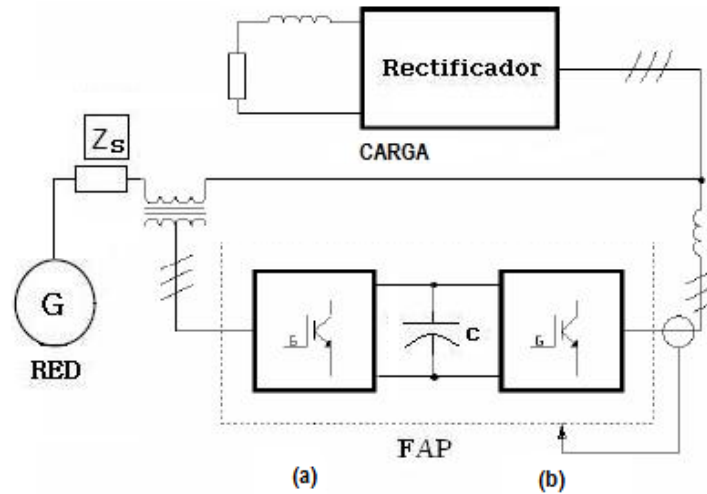 Rectificador
CARGA
Zs
G
RED
G
C
G
FAP
(a)
(b)